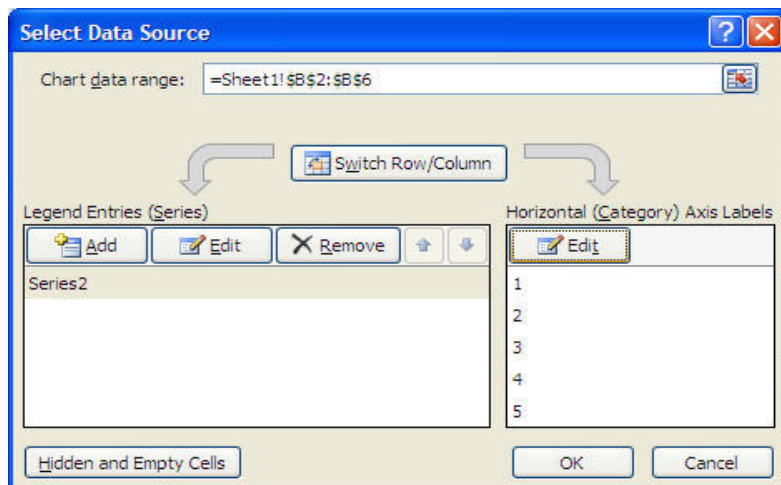 Select Data Source
Chart data range: =Sheet1!$B$2:$B$6
Switch Row/Column
Legend Entries (Series)
Add Edit Remove
Series2
Horizontal (Category) Axis Labels
Edit
1
2
3
4
5
Hidden and Empty Cells
OK Cancel